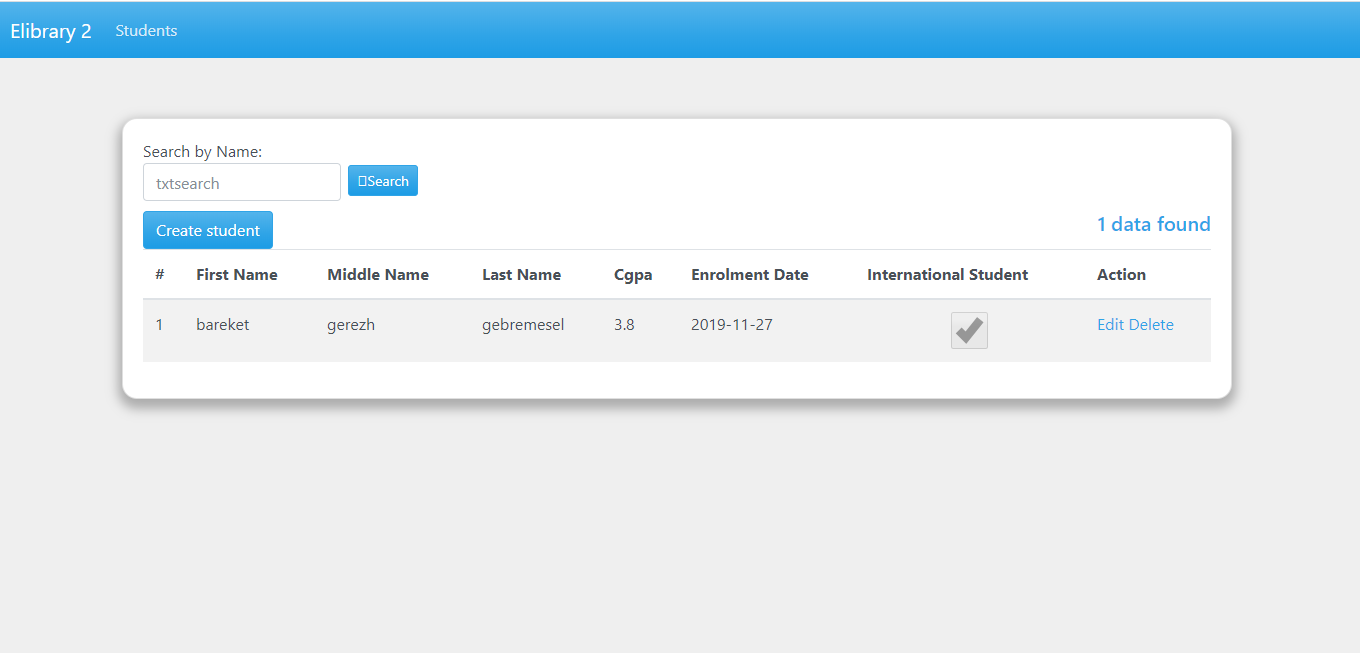 Elibrary 2 Students
Search by Name:
txtsearch Search
Create student 1 data found
# First Name Middle Name Last Name Cgpa Enrolment Date International Student Action
1 bareket gerezh gebremesel 3.8 2019-11-27 Edit Delete